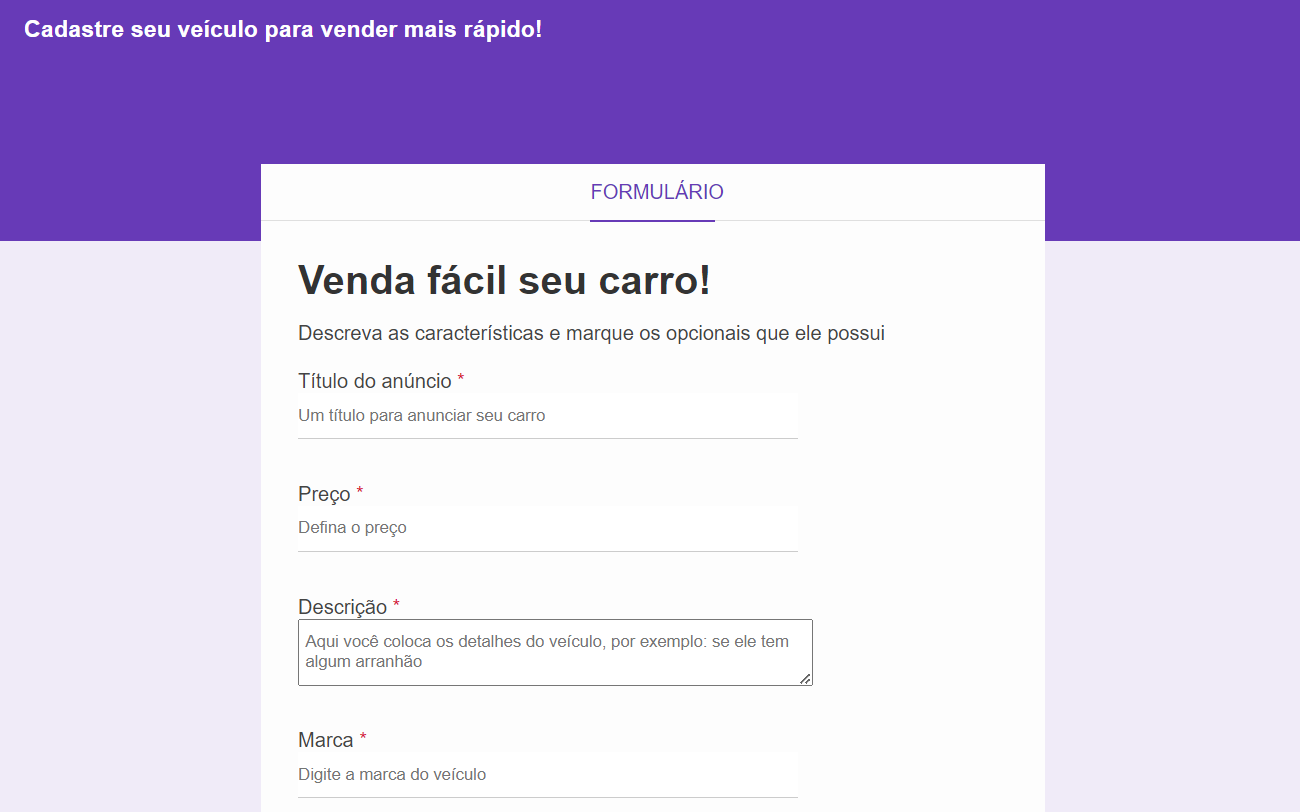 Cadastre seu veículo para vender mais rápido!
FORMULÁRIO
Venda fácil seu carro!
Descreva as características e marque os opcionais que ele possui
Título do anúncio *
Um título para anunciar seu carro
Preço *
Defina o preço
Descrição *
Aqui você coloca os detalhes do veículo, por exemplo: se ele tem
algum arranhão
Marca *
Digite a marca do veículo